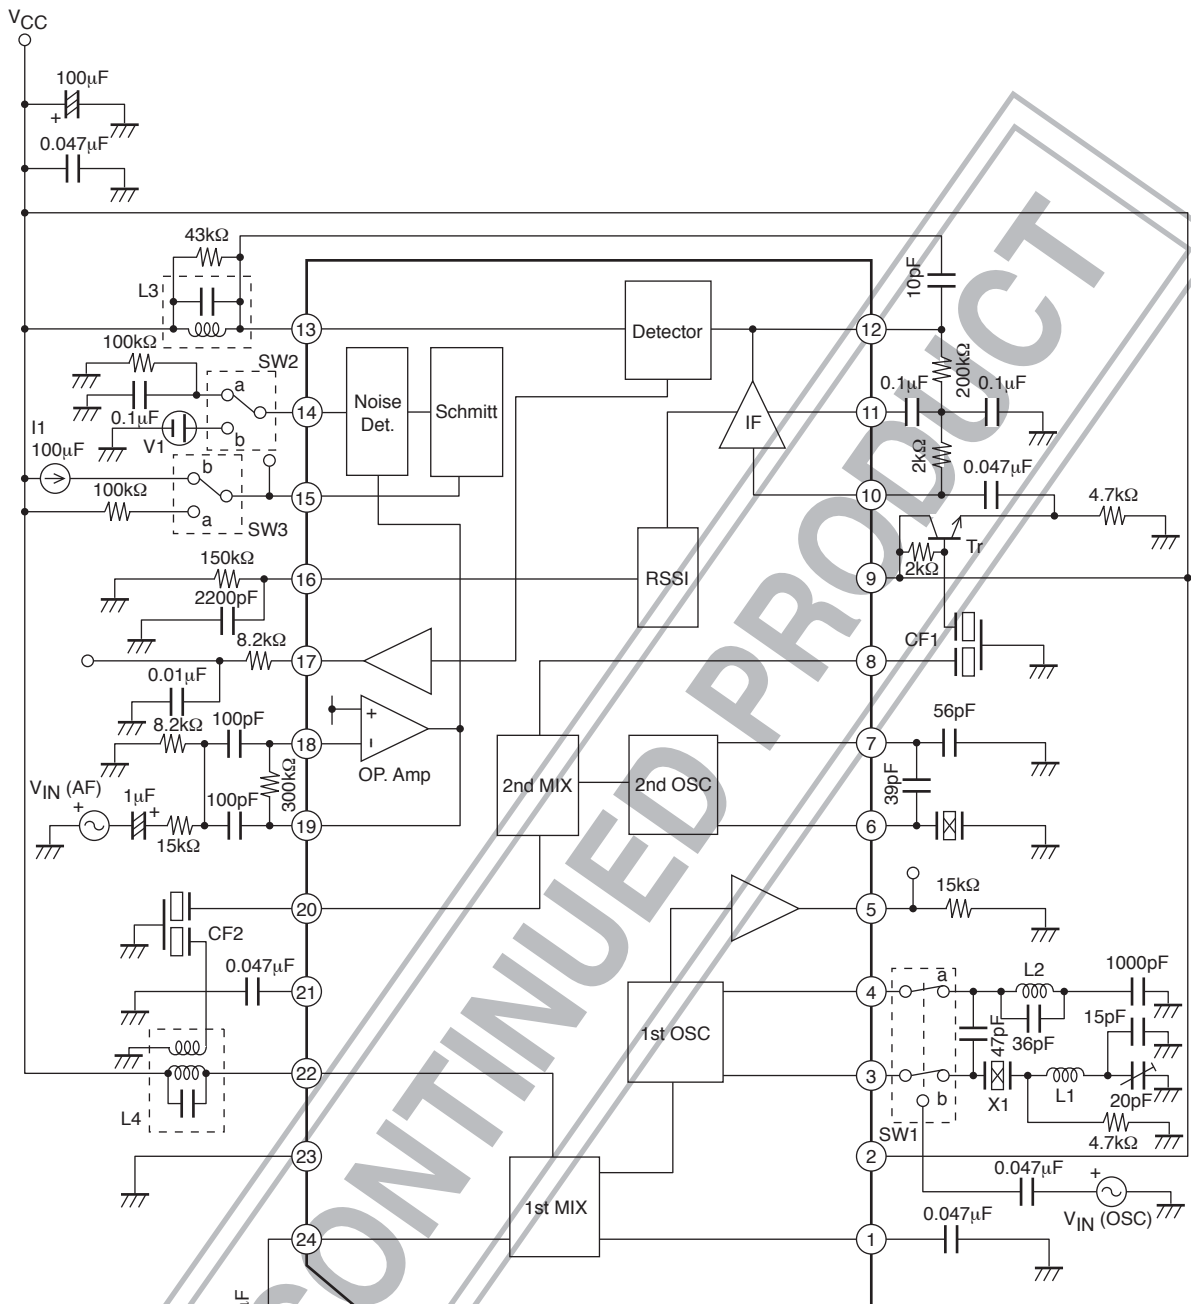 VCC
100μF
+
0.047μF
43kΩ
L3
10pF
13
Detector
12
100kΩ
SW2
a
0.1μF
V1
b
14
Noise
Det.
Schmitt
IF
11
0.1μF
200kΩ
0.1μF
I1
100μF
b
100kΩ
a
SW3
15
10
2kΩ
0.047μF
4.7kΩ
Tr
2kΩ
150kΩ
2200pF
16
RSSI
9
CF1
8.2kΩ
17
8
0.01μF
8.2kΩ
100pF
18
+
-
OP. Amp
300kΩ
2nd MIX
2nd OSC
7
56pF
39pF
VIN (AF)
+
1μF
+
15kΩ
100pF
19
6
CF2
20
5
15kΩ
0.047μF
21
1st OSC
4
a
L2
1000pF
47pF
36pF
15pF
22
L4
3
b
SW1
X1
L1
20pF
4.7kΩ
23
2
0.047μF
+
VIN (OSC)
1st MIX
24
1
0.047μF
μF
CONTINUED PRODUCT